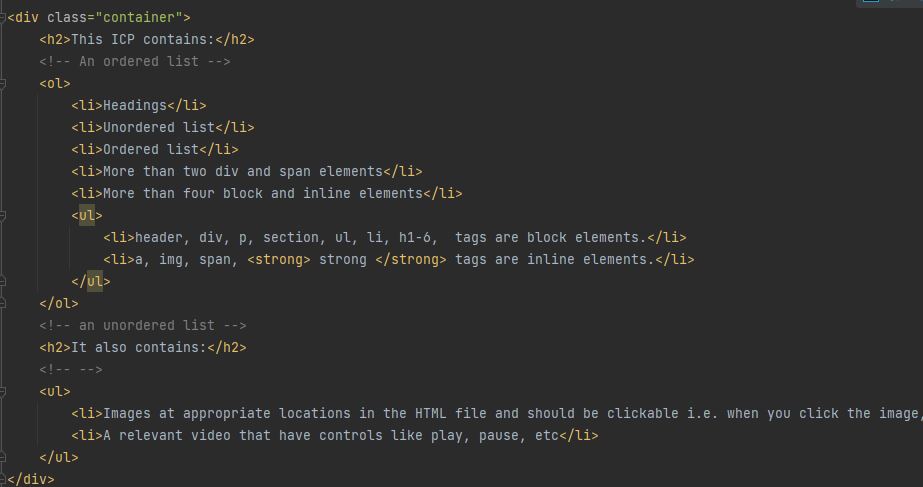 <div class="container">
    <h2>This ICP contains:</h2>
    <!-- An ordered list -->
    <ol>
        <li>Headings</li>
        <li>Unordered list</li>
        <li>Ordered list</li>
        <li>More than two div and span elements</li>
        <li>More than four block and inline elements</li>
        <ul>
            <li>header, div, p, section, ul, li, h1-6,  tags are block elements.</li>
            <li>a, img, span, <strong> strong </strong> tags are inline elements.</li>
        </ul>
    </ol>
    <!-- an unordered list -->
    <h2>It also contains:</h2>
    <!-- -->
    <ul>
        <li>Images at appropriate locations in the HTML file and should be clickable i.e. when you click the image,
        <li>A relevant video that have controls like play, pause, etc</li>
    </ul>
</div>